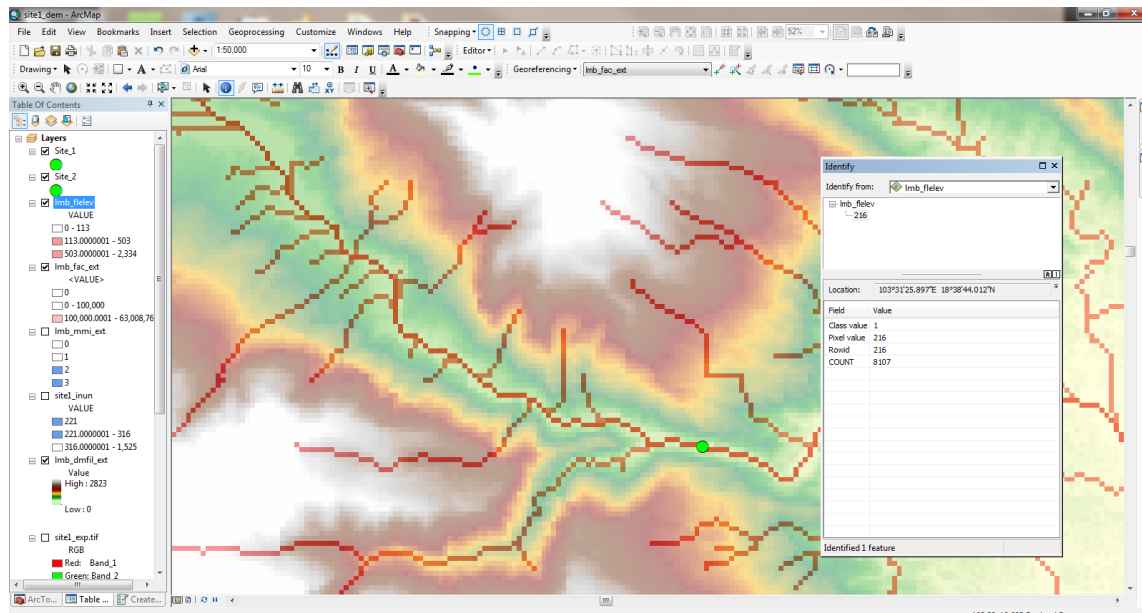 site1_dem - ArcMap
File Edit View Bookmarks Insert Selection Geoprocessing Customize Windows Help Snapping 52%
1:50,000 Editor
Drawing Arial 10 B I U A Georeferencing lmb_fac_ext
Table Of Contents
Layers
Site_1
Site_2
lmb_flelev
VALUE
0 - 113
113.0000001 - 503
503.0000001 - 2,334
lmb_fac_ext
<VALUE>
0
0 - 100,000
100,000.0001 - 63,008,76
lmb_mmi_ext
0
1
2
3
site1_inun
VALUE
221
221.0000001 - 316
316.0000001 - 1,525
lmb_dmfil_ext
Value
High : 2823
Low : 0
site1_exp.tif
RGB
Red: Band_1
Green: Band_2
ArcTo... Table ... Create...
Identify
Identify from: lmb_flelev
lmb_flelev
216
Location: 103°31'25.897"E 18°38'44.012"N
Field Value
Class value 1
Pixel value 216
Rowid 216
COUNT 8107
Identified 1 feature